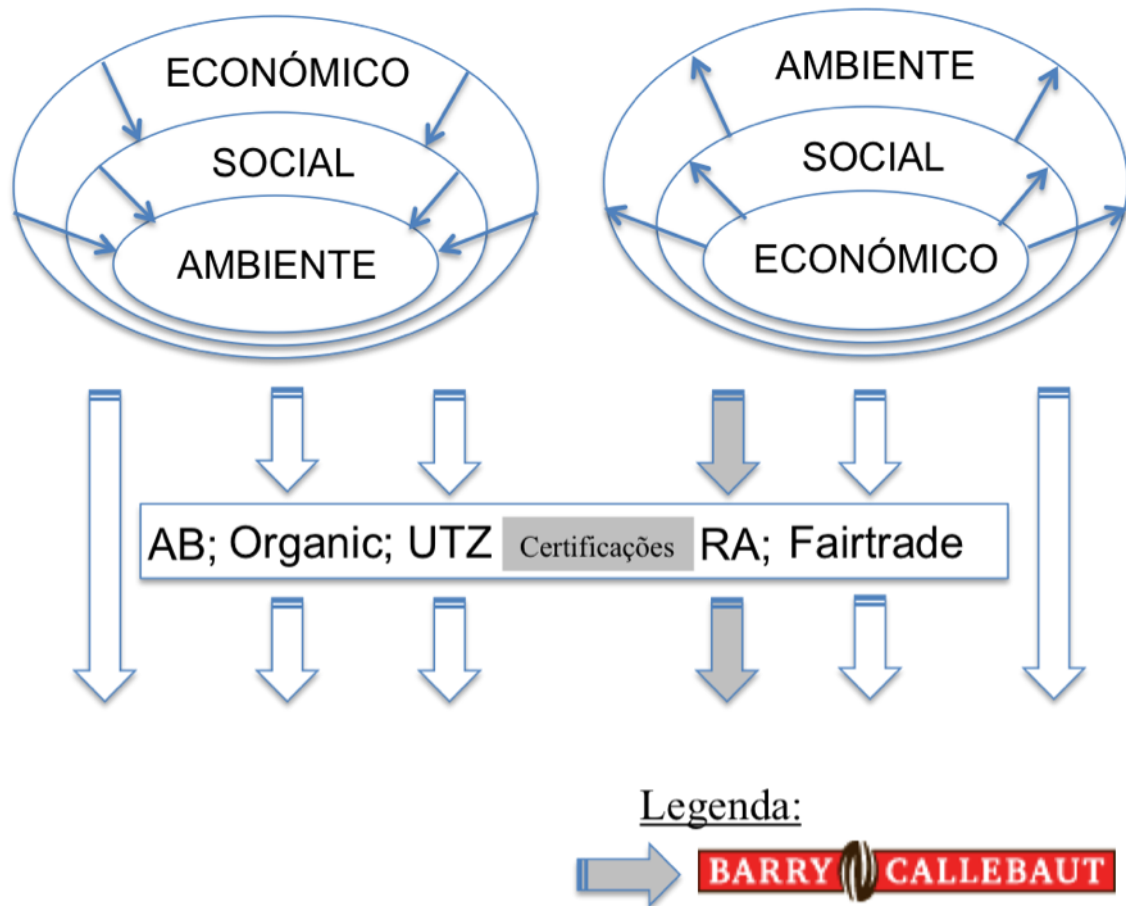 ECONÓMICO
SOCIAL
AMBIENTE
AMBIENTE
SOCIAL
ECONÓMICO
AB; Organic; UTZ Certificações RA; Fairtrade
Legenda:
BARRY CALLEBAUT